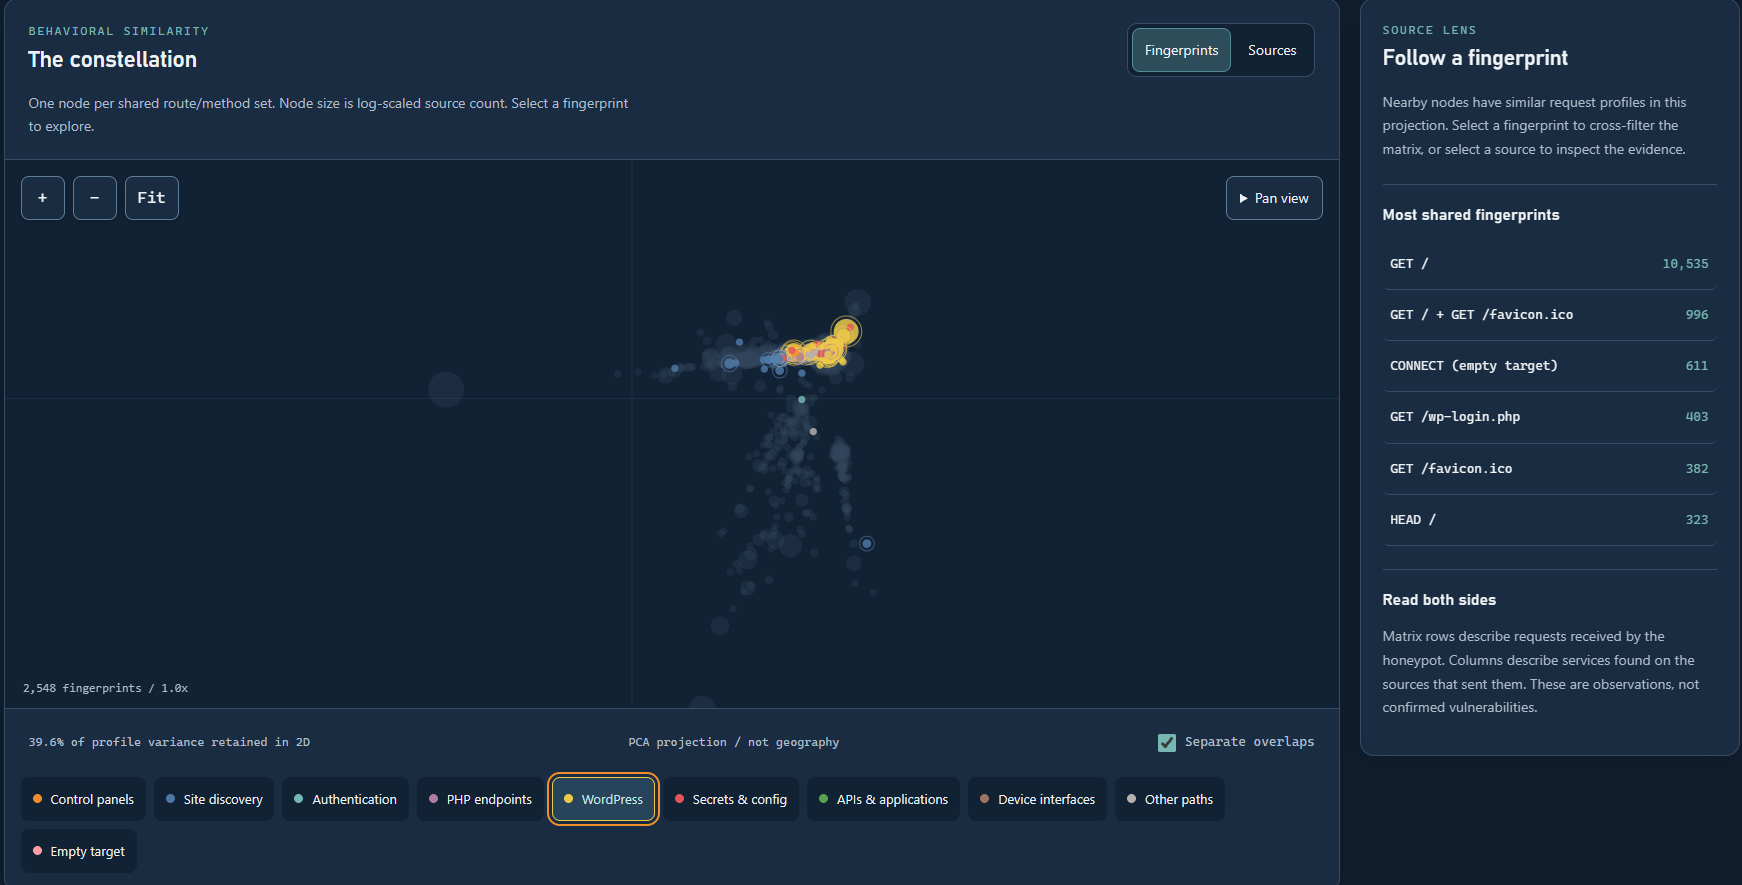 BEHAVIORAL SIMILARITY
The constellation
Fingerprints
Sources
One node per shared route/method set. Node size is log-scaled source count. Select a fingerprint
to explore.
+
−
Fit
▶ Pan view
2,548 fingerprints / 1.0x
39.6% of profile variance retained in 2D
PCA projection / not geography
Separate overlaps
Control panels
Site discovery
Authentication
PHP endpoints
WordPress
Secrets & config
APIs & applications
Device interfaces
Other paths
Empty target
SOURCE LENS
Follow a fingerprint
Nearby nodes have similar request profiles in this
projection. Select a fingerprint to cross-filter the
matrix, or select a source to inspect the evidence.
Most shared fingerprints
GET / 10,535
GET / + GET /favicon.ico 996
CONNECT (empty target) 611
GET /wp-login.php 403
GET /favicon.ico 382
HEAD / 323
Read both sides
Matrix rows describe requests received by the
honeypot. Columns describe services found on the
sources that sent them. These are observations, not
confirmed vulnerabilities.